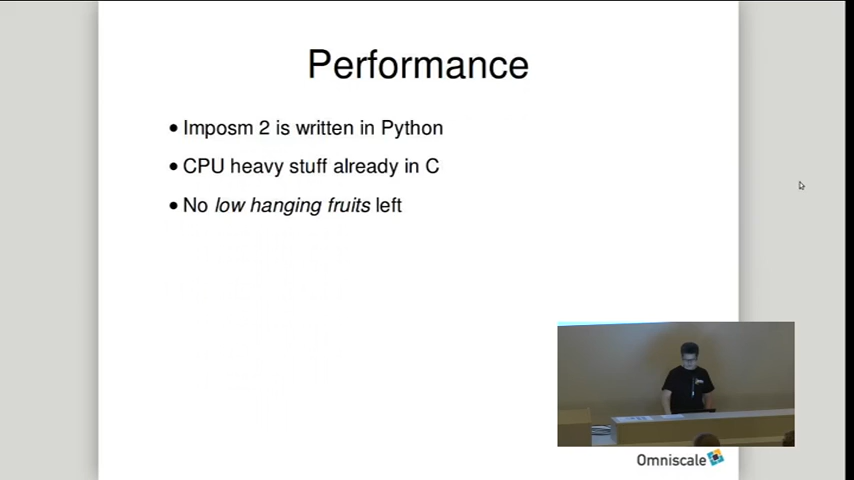 Performance
• Imposm 2 is written in Python
• CPU heavy stuff already in C
• No low hanging fruits left
Omniscale